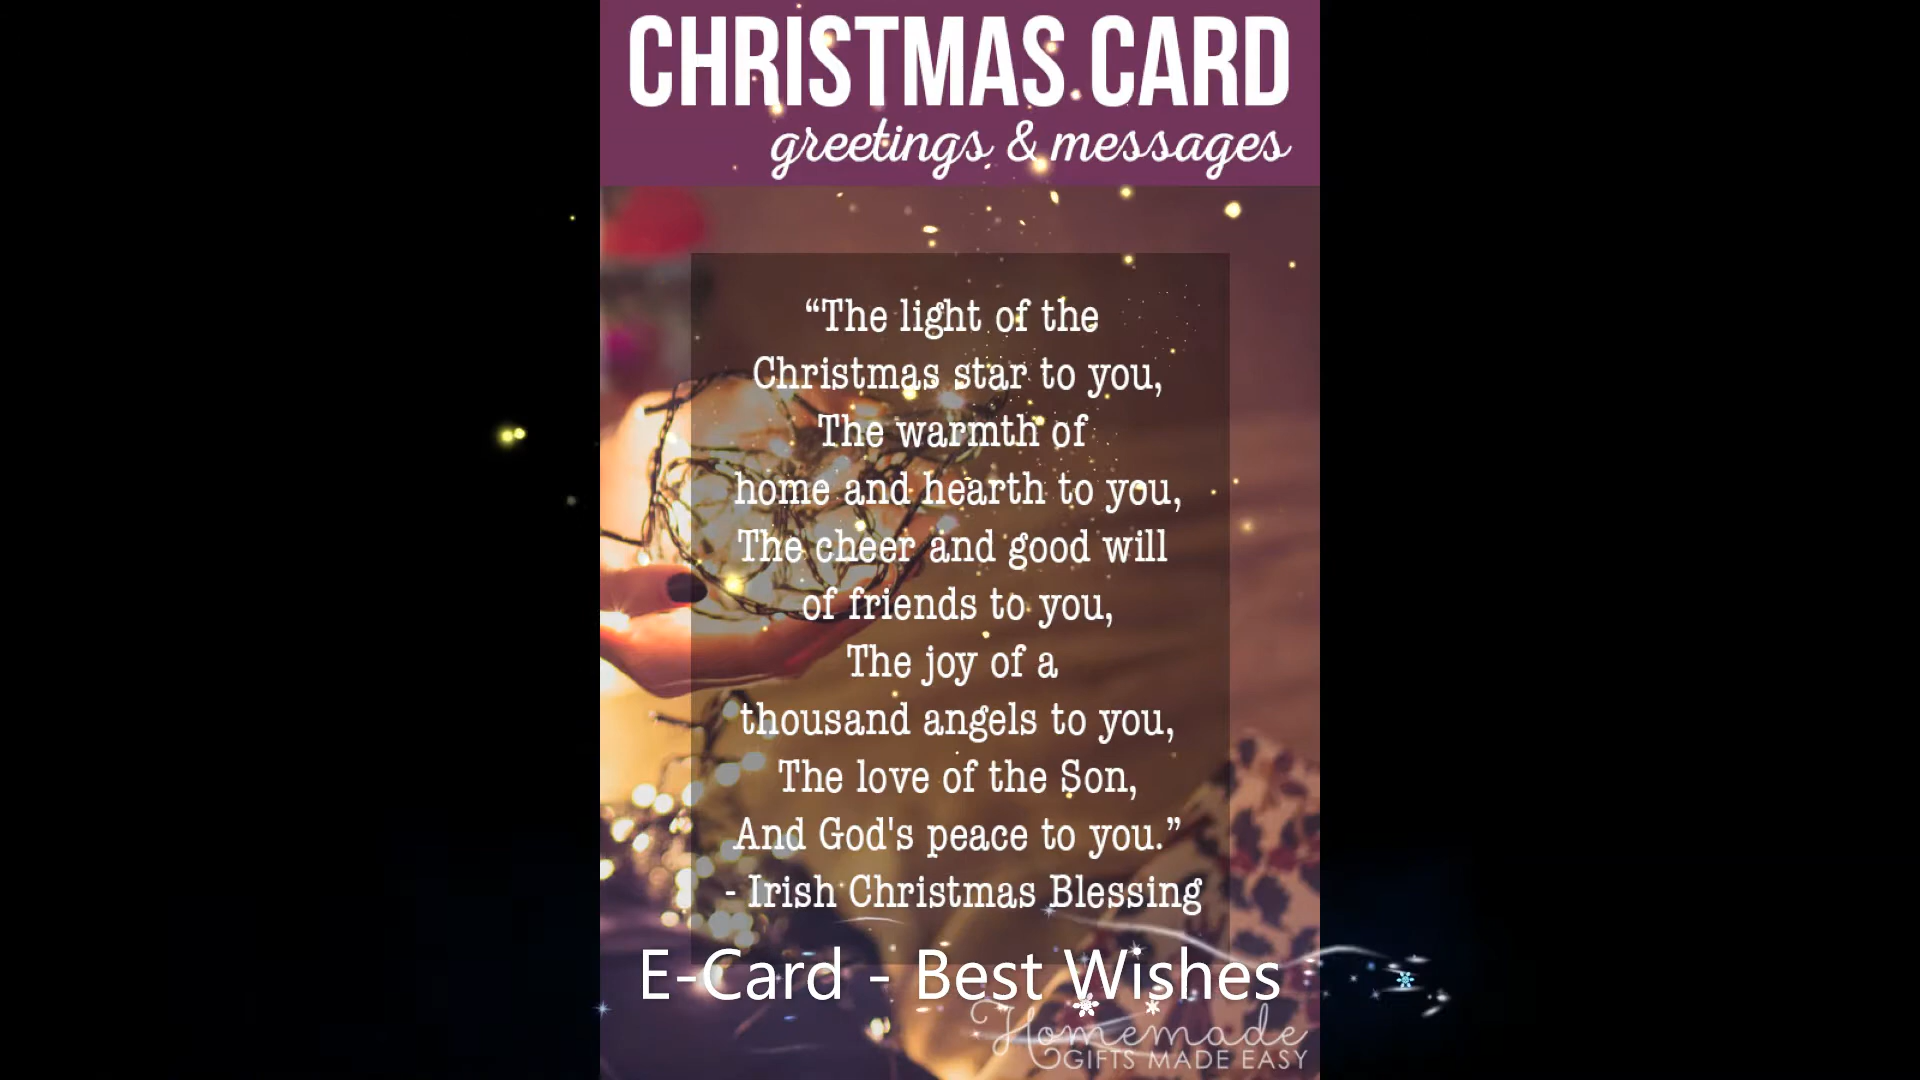 CHRISTMAS CARD
greetings & messages
“The light of the
Christmas star to you,
The warmth of
home and hearth to you,
The cheer and good will
of friends to you,
The joy of a
thousand angels to you,
The love of the Son,
And God's peace to you.”
- Irish Christmas Blessing
E-Card - Best Wishes
Homemade
GIFTS MADE EASY